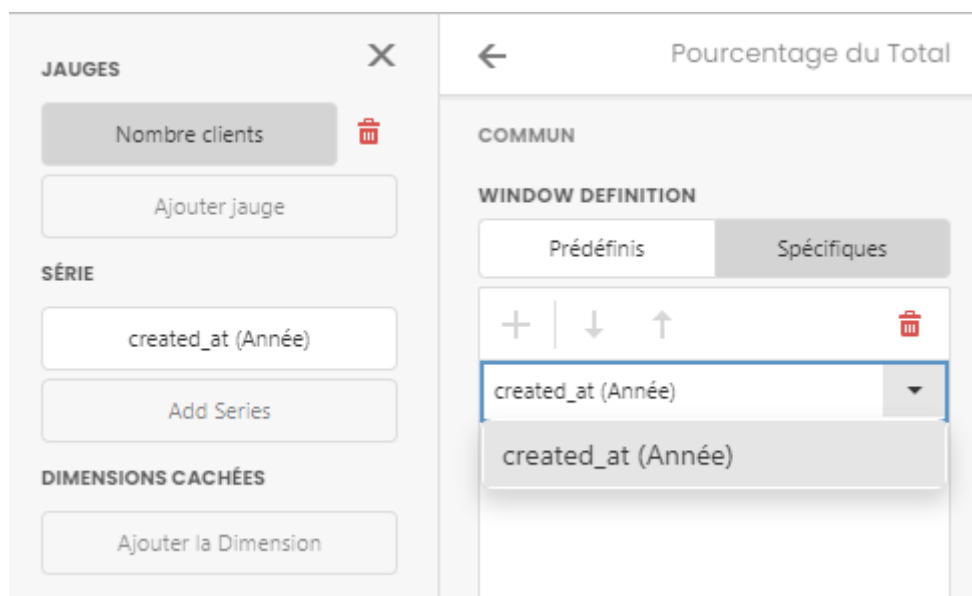 JAUGES
Nombre clients
Ajouter jauge
SÉRIE
created_at (Année)
Add Series
DIMENSIONS CACHÉES
Ajouter la Dimension
Pourcentage du Total
COMMUN
WINDOW DEFINITION
Prédéfinis
Spécifiques
created_at (Année)
created_at (Année)